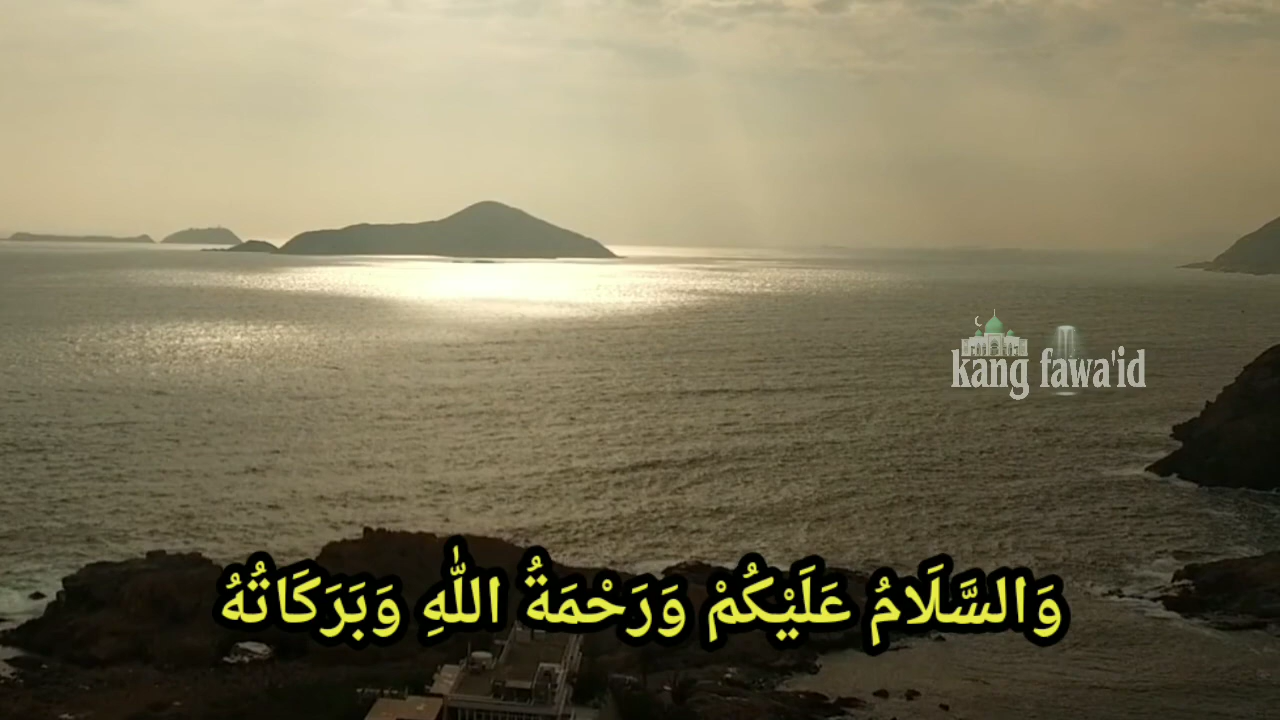 kang fawa'id
وَالسَّلَامُ عَلَيْكُمْ وَرَحْمَةُ اللّٰهِ وَبَرَكَاتُهُ